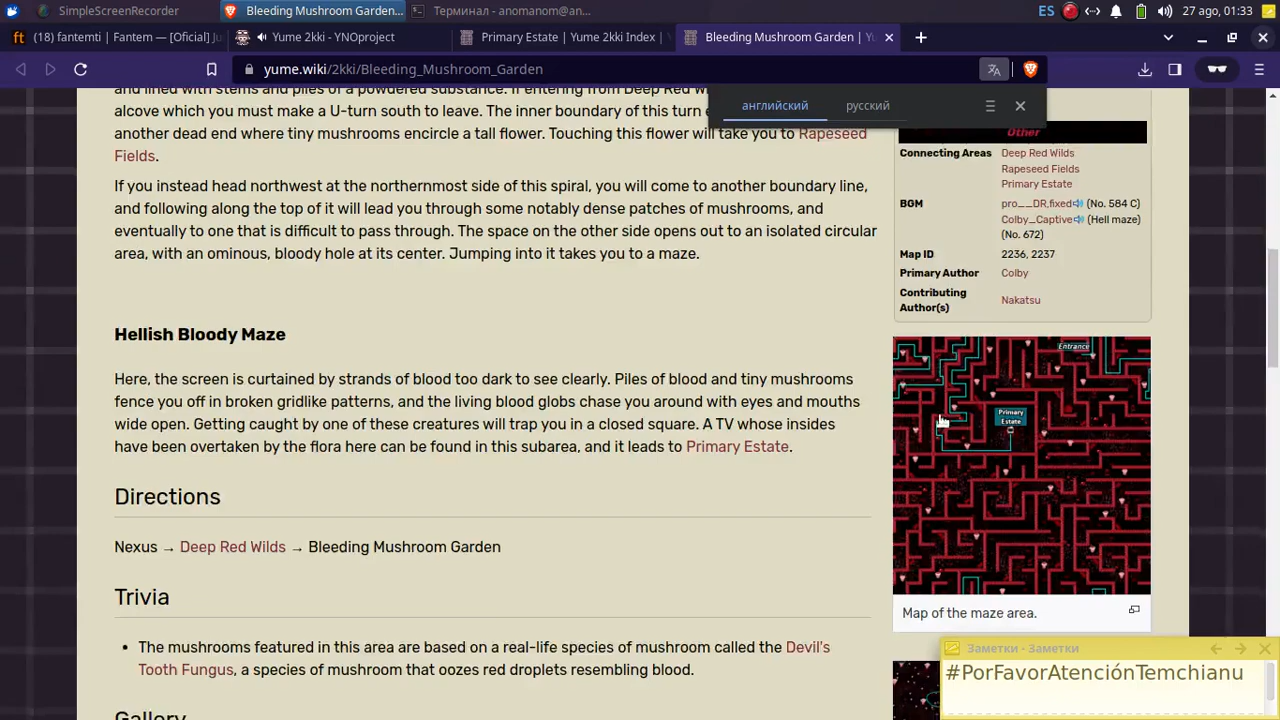 SimpleScreenRecorder
Bleeding Mushroom Garden...
Терминал - anomanom@an...
ES
27 ago, 01:33
(18) fantemti | Fantem — [Oficial] Ju
Yume 2kki - YNOproject
Primary Estate | Yume 2kki Index |
Bleeding Mushroom Garden | Yu
yume.wiki/2kki/Bleeding_Mushroom_Garden
английский
русский
and lined with stems and piles of a powdered substance. If entering from Deep Red W
alcove which you must make a U-turn south to leave. The inner boundary of this turn e
another dead end where tiny mushrooms encircle a tall flower. Touching this flower will take you to Rapeseed
Fields.
If you instead head northwest at the northernmost side of this spiral, you will come to another boundary line,
and following along the top of it will lead you through some notably dense patches of mushrooms, and
eventually to one that is difficult to pass through. The space on the other side opens out to an isolated circular
area, with an ominous, bloody hole at its center. Jumping into it takes you to a maze.
Hellish Bloody Maze
Here, the screen is curtained by strands of blood too dark to see clearly. Piles of blood and tiny mushrooms
fence you off in broken gridlike patterns, and the living blood globs chase you around with eyes and mouths
wide open. Getting caught by one of these creatures will trap you in a closed square. A TV whose insides
have been overtaken by the flora here can be found in this subarea, and it leads to Primary Estate.
Directions
Nexus → Deep Red Wilds → Bleeding Mushroom Garden
Trivia
• The mushrooms featured in this area are based on a real-life species of mushroom called the Devil's
Tooth Fungus, a species of mushroom that oozes red droplets resembling blood.
Gallery
Other
Connecting Areas
Deep Red Wilds
Rapeseed Fields
Primary Estate
BGM
pro__DR,fixed (No. 584 C)
Colby_Captive (Hell maze)
(No. 672)
Map ID
2236, 2237
Primary Author
Colby
Contributing
Author(s)
Nakatsu
Entrance
Primary
Estate
Map of the maze area.
Заметки - Заметки
#PorFavorAtenciónTemchianu